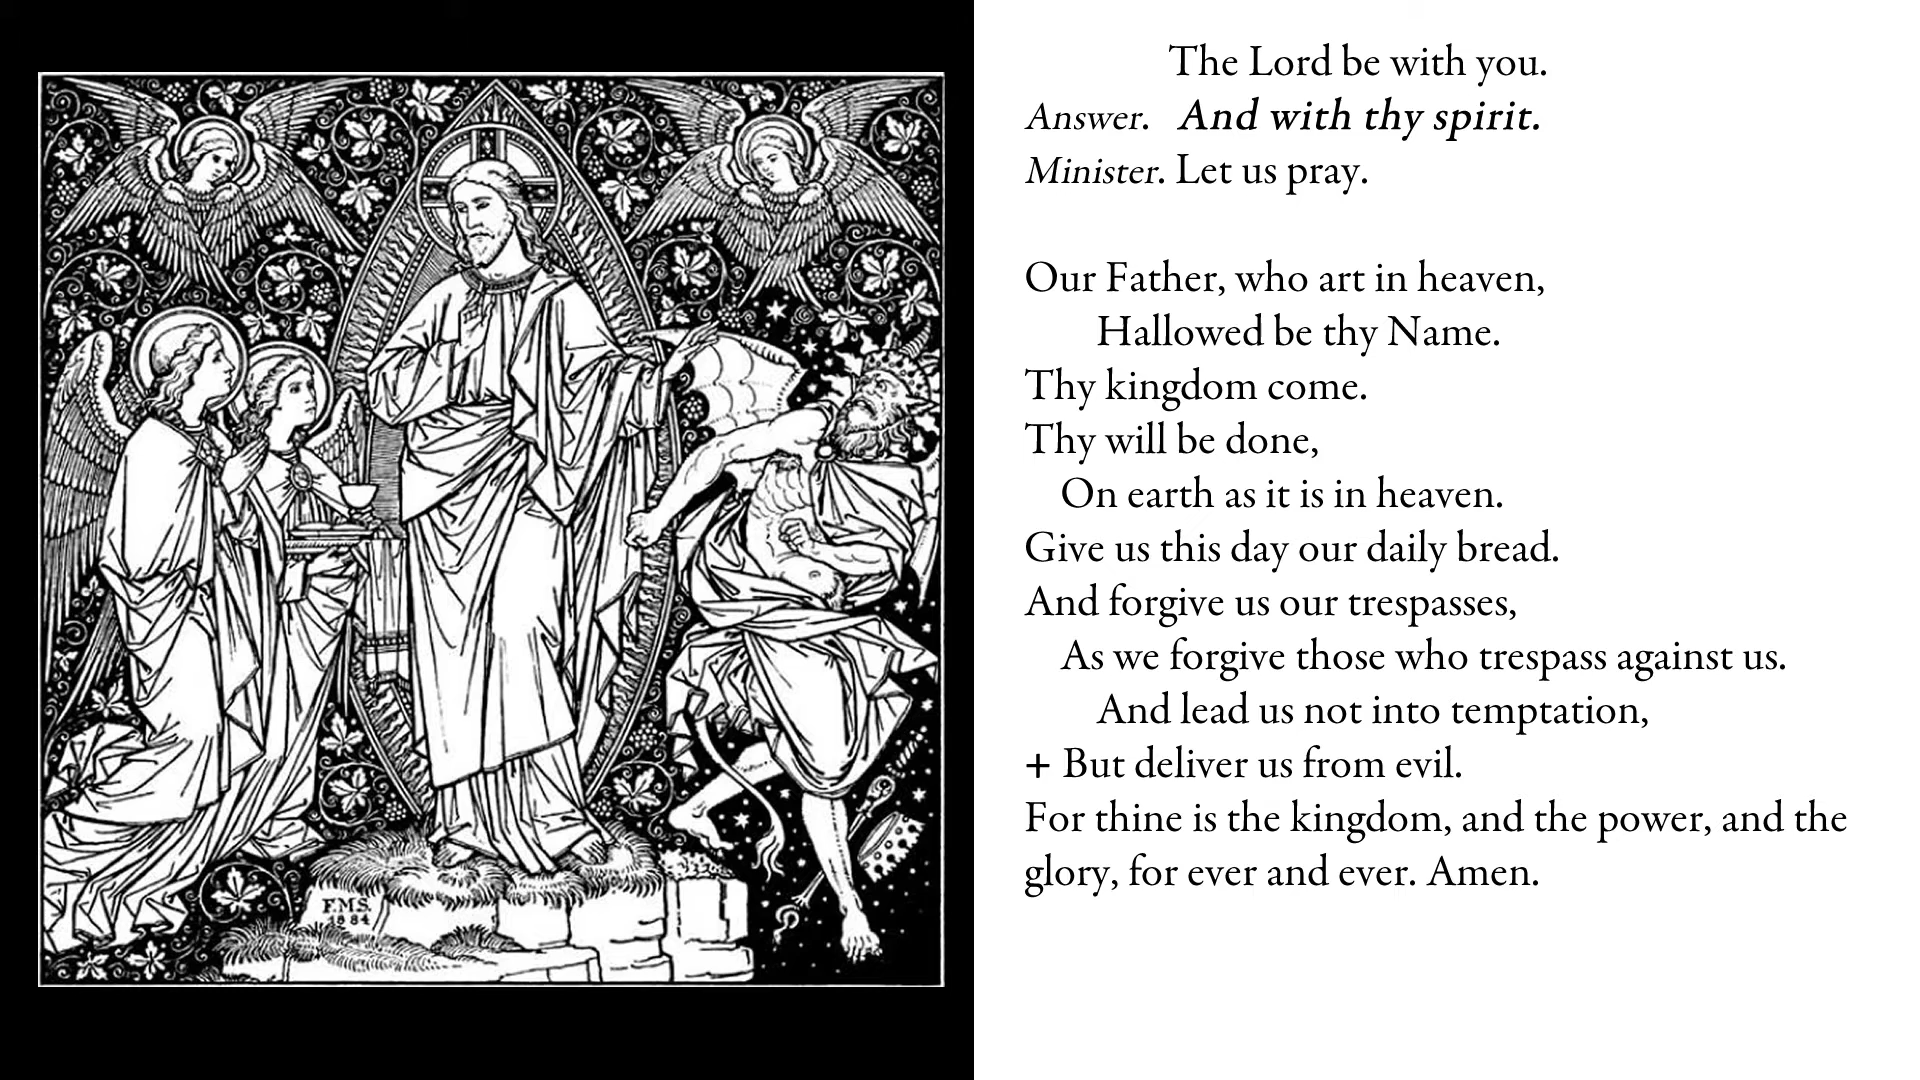 F.M.S.
1884
The Lord be with you.
Answer. And with thy spirit.
Minister. Let us pray.
Our Father, who art in heaven,
Hallowed be thy Name.
Thy kingdom come.
Thy will be done,
On earth as it is in heaven.
Give us this day our daily bread.
And forgive us our trespasses,
As we forgive those who trespass against us.
And lead us not into temptation,
+ But deliver us from evil.
For thine is the kingdom, and the power, and the
glory, for ever and ever. Amen.